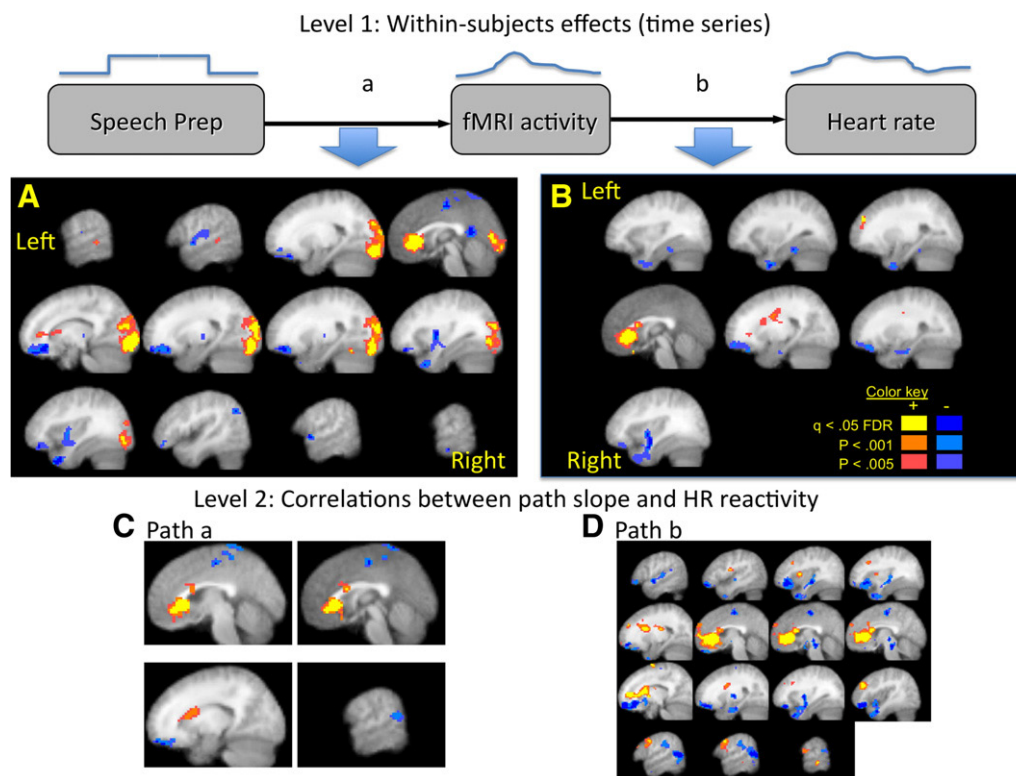 Level 1: Within-subjects effects (time series)
a
b
Speech Prep
fMRI activity
Heart rate
A
Left
Right
B
Left
Right
Color key
+ -
q < .05 FDR
P < .001
P < .005
Level 2: Correlations between path slope and HR reactivity
C Path a
D Path b